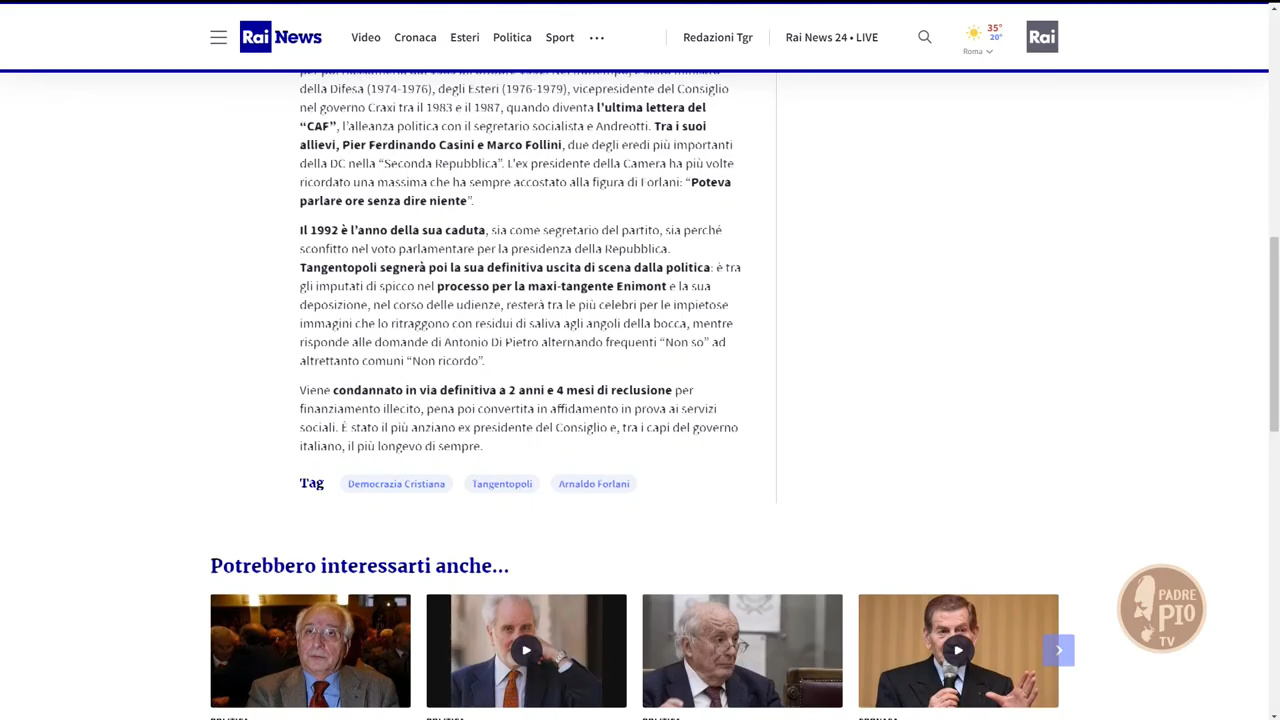 Rai News
Video Cronaca Esteri Politica Sport ••• Redazioni Tgr Rai News 24 • LIVE
35°
20°
Roma
Rai
della Difesa (1974-1976), degli Esteri (1976-1979), vicepresidente del Consiglio
nel governo Craxi tra il 1983 e il 1987, quando diventa l'ultima lettera del
“CAF”, l'alleanza politica con il segretario socialista e Andreotti. Tra i suoi
allievi, Pier Ferdinando Casini e Marco Follini, due degli eredi più importanti
della DC nella “Seconda Repubblica”. L'ex presidente della Camera ha più volte
ricordato una massima che ha sempre accostato alla figura di Forlani: “Poteva
parlare ore senza dire niente”.
Il 1992 è l’anno della sua caduta, sia come segretario del partito, sia perché
sconfitto nel voto parlamentare per la presidenza della Repubblica.
Tangentopoli segnerà poi la sua definitiva uscita di scena dalla politica: è tra
gli imputati di spicco nel processo per la maxi-tangente Enimont e la sua
deposizione, nel corso delle udienze, resterà tra le più celebri per le impietose
immagini che lo ritraggono con residui di saliva agli angoli della bocca, mentre
risponde alle domande di Antonio Di Pietro alternando frequenti “Non so” ad
altrettanto comuni “Non ricordo”.
Viene condannato in via definitiva a 2 anni e 4 mesi di reclusione per
finanziamento illecito, pena poi convertita in affidamento in prova ai servizi
sociali. È stato il più anziano ex presidente del Consiglio e, tra i capi del governo
italiano, il più longevo di sempre.
Tag Democrazia Cristiana Tangentopoli Arnaldo Forlani
Potrebbero interessarti anche...
PADRE
PIO
TV